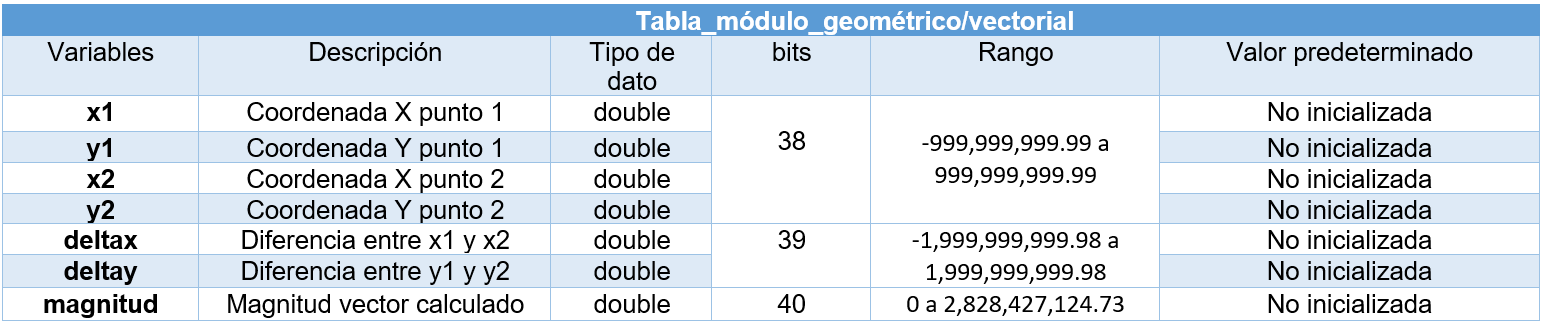 Tabla_módulo_geométrico/vectorial
Variables Descripción Tipo de dato bits Rango Valor predeterminado
x1 Coordenada X punto 1 double 38 -999,999,999.99 a 999,999,999.99 No inicializada
y1 Coordenada Y punto 1 double No inicializada
x2 Coordenada X punto 2 double No inicializada
y2 Coordenada Y punto 2 double No inicializada
deltax Diferencia entre x1 y x2 double 39 -1,999,999,999.98 a 1,999,999,999.98 No inicializada
deltay Diferencia entre y1 y y2 double No inicializada
magnitud Magnitud vector calculado double 40 0 a 2,828,427,124.73 No inicializada